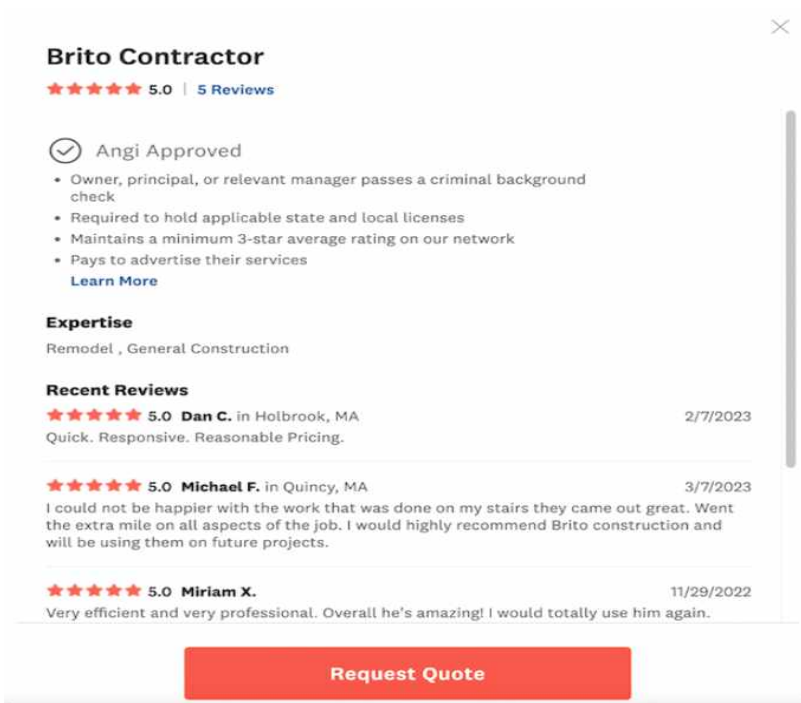 Brito Contractor
5.0 | 5 Reviews
Angi Approved
• Owner, principal, or relevant manager passes a criminal background
check
• Required to hold applicable state and local licenses
• Maintains a minimum 3-star average rating on our network
• Pays to advertise their services
Learn More
Expertise
Remodel , General Construction
Recent Reviews
5.0 Dan C. in Holbrook, MA 2/7/2023
Quick. Responsive. Reasonable Pricing.
5.0 Michael F. in Quincy, MA 3/7/2023
I could not be happier with the work that was done on my stairs they came out great. Went
the extra mile on all aspects of the job. I would highly recommend Brito construction and
will be using them on future projects.
5.0 Miriam X. 11/29/2022
Very efficient and very professional. Overall he's amazing! I would totally use him again.
Request Quote